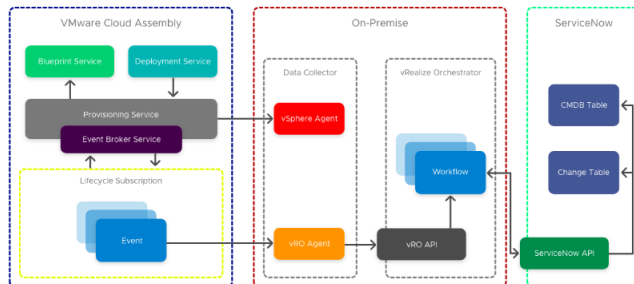 VMware Cloud Assembly
Blueprint Service
Deployment Service
Provisioning Service
Event Broker Service
Lifecycle Subscription
Event
On-Premise
Data Collector
vSphere Agent
vRO Agent
vRealize Orchestrator
Workflow
vRO API
ServiceNow
CMDB Table
Change Table
ServiceNow API